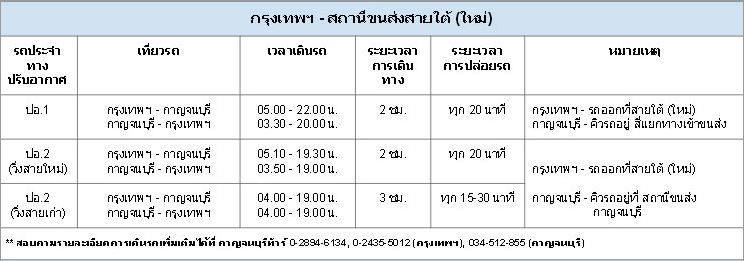 กรุงเทพฯ - สถานีขนส่งสายใต้ (ใหม่)
รถประจำทางปรับอากาศ เที่ยวรถ เวลาเดินรถ ระยะเวลาการเดินทาง ระยะเวลาการปล่อยรถ หมายเหตุ
ปอ.1 กรุงเทพฯ - กาญจนบุรี 05.00 - 22.00 น. 2 ชม. ทุก 20 นาที กรุงเทพฯ - รถออกที่สายใต้ (ใหม่)
กาญจนบุรี - กรุงเทพฯ 03.30 - 20.00 น. กาญจนบุรี - คิวรถอยู่ สี่แยกทางเข้าขนส่ง
ปอ.2 กรุงเทพฯ - กาญจนบุรี 05.10 - 19.30 น. 2 ชม. ทุก 20 นาที
(วิ่งสายใหม่) กาญจนบุรี - กรุงเทพฯ 03.50 - 19.00 น.
กรุงเทพฯ - รถออกที่สายใต้ (ใหม่)
ปอ.2 กรุงเทพฯ - กาญจนบุรี 04.00 - 19.00 น. 3 ชม. ทุก 15-30 นาที กาญจนบุรี - คิวรถอยู่ที่ สถานีขนส่ง
(วิ่งสายเก่า) กาญจนบุรี - กรุงเทพฯ 04.00 - 19.00 น. กาญจนบุรี
** สอบถามรายละเอียดการเดินรถเพิ่มเติมได้ที่ กาญจนบุรีทัวร์ 0-2894-6134, 0-2435-5012 (กรุงเทพฯ), 034-512-855 (กาญจนบุรี)